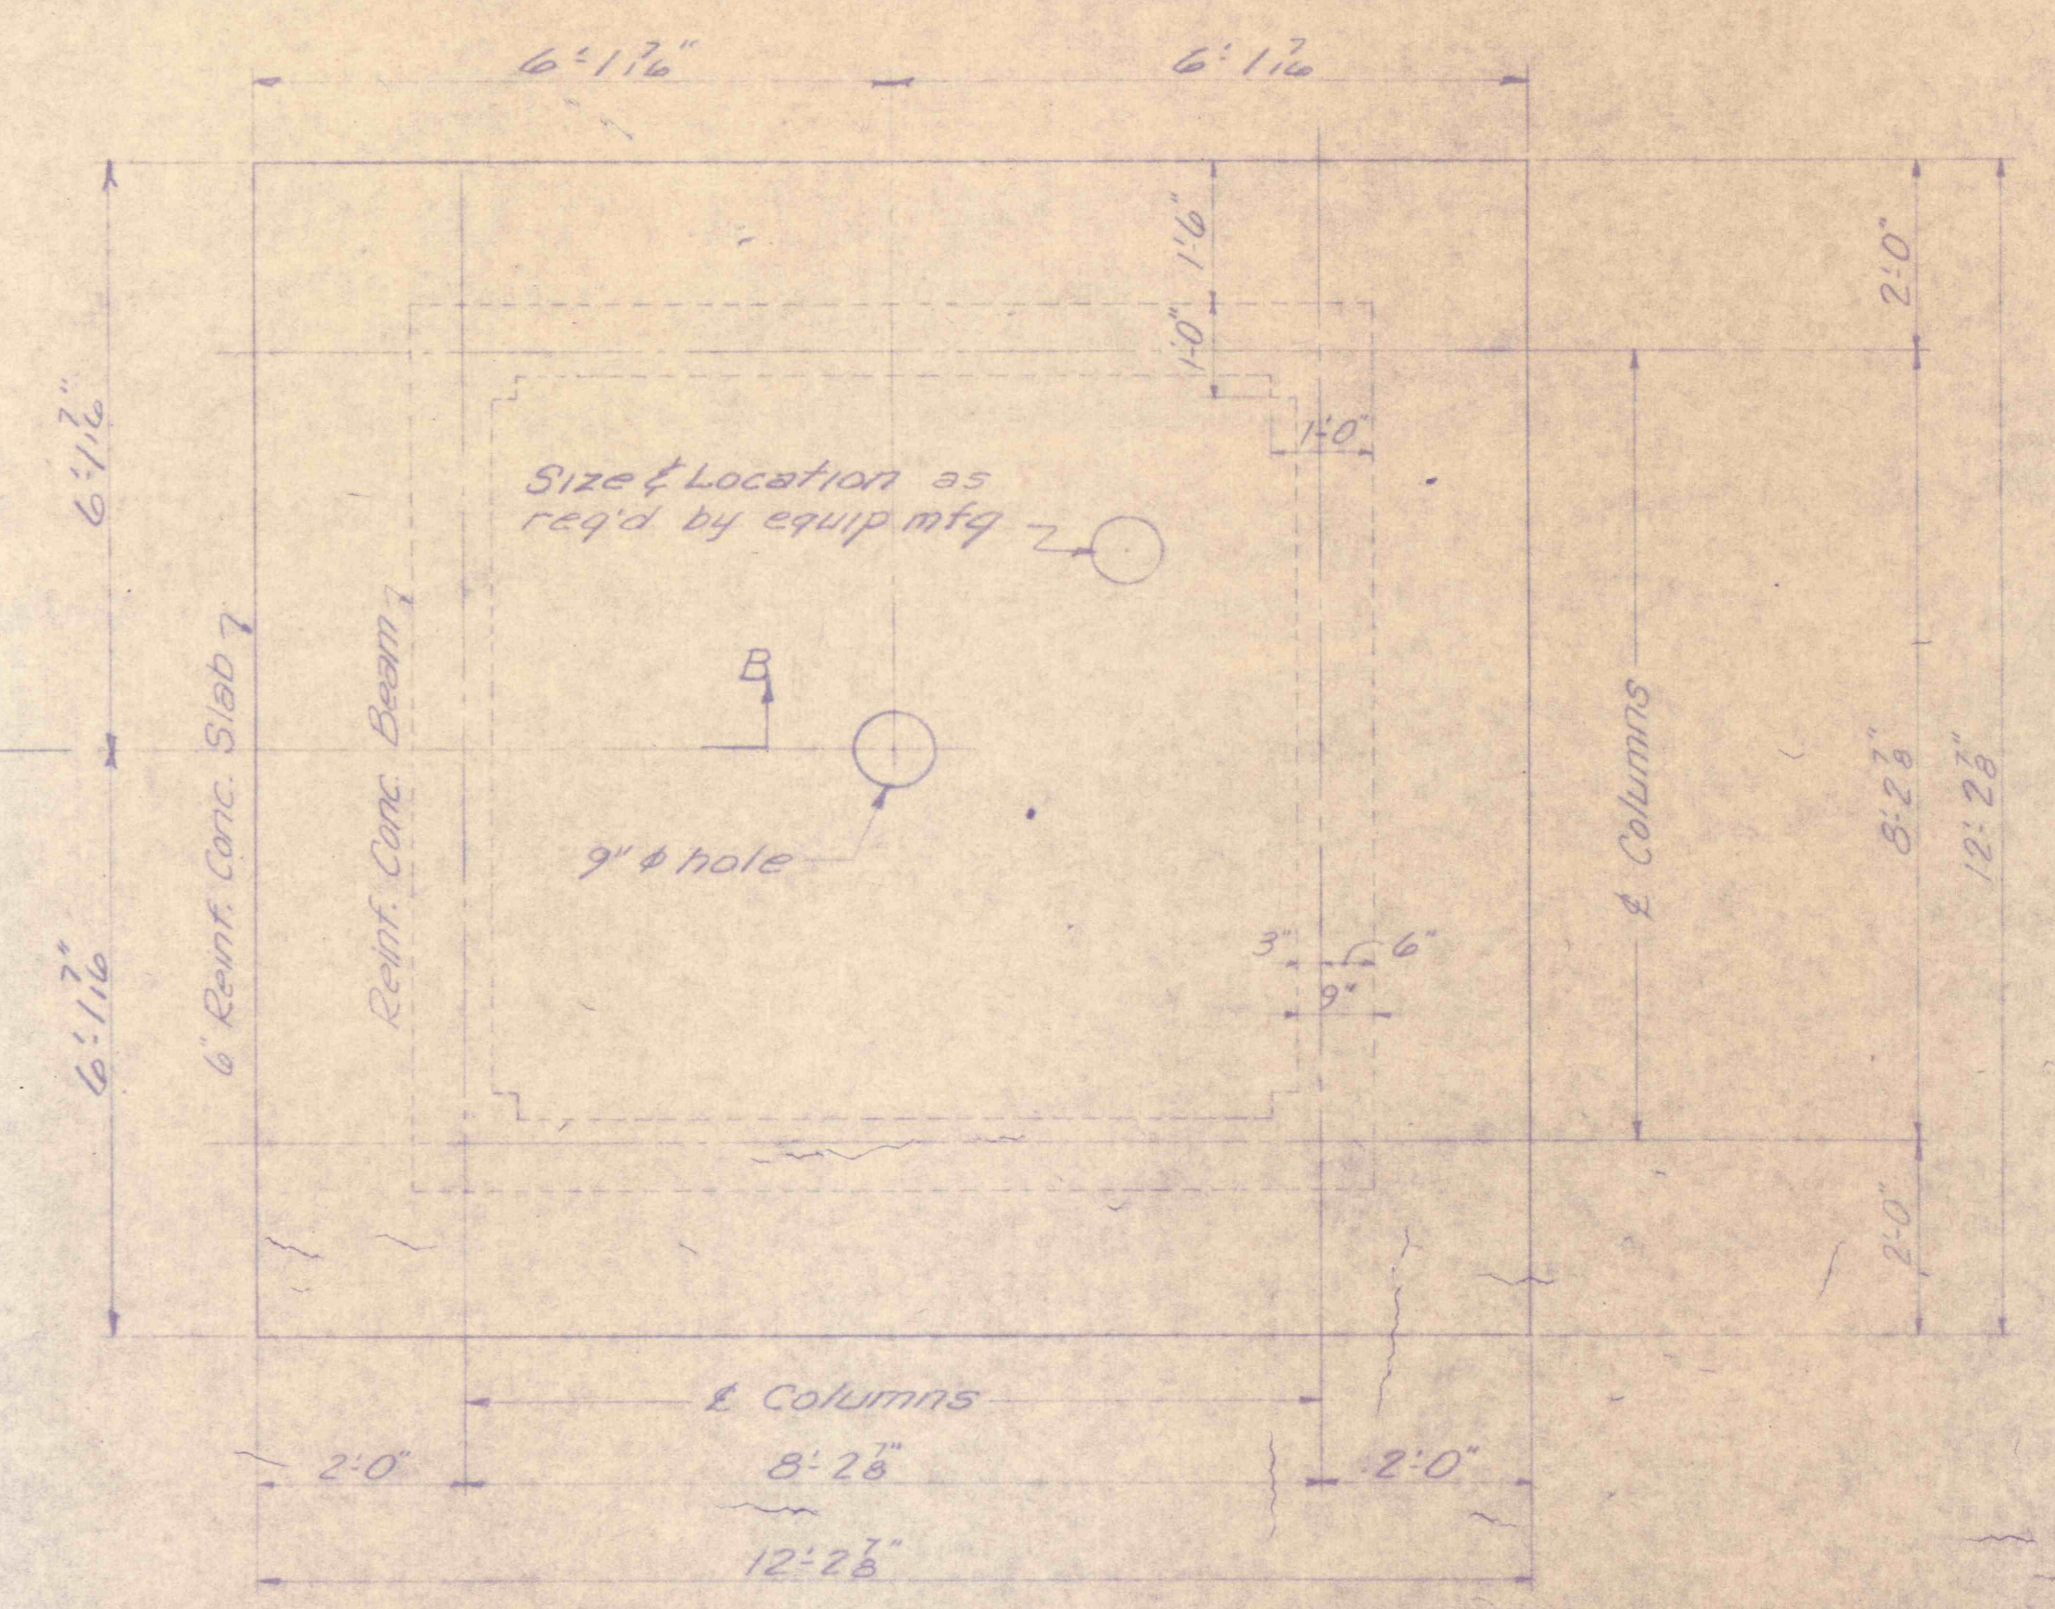 6'-1 7/16"
6'-1 7/16
1'-6"
2'-0"
1'-0"
6'-1 7/16"
1'-0"
Size & Location as
req'd by equip mfg
6" Reinf. Conc. Slab
Reinf. Conc. Beam
B
℄ Columns
8'-2 7/8"
12'-2 7/8"
9" ⌀ hole
6'-1 7/16"
3"
6"
9"
2'-0"
℄ Columns
2'-0"
8'-2 7/8"
2'-0"
12'-2 7/8"